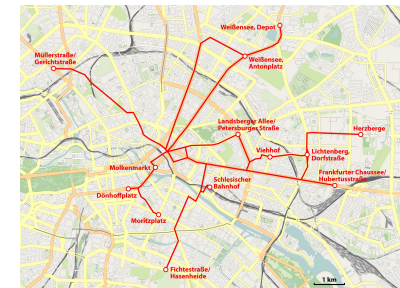 Weißensee, Depot
Müllerstraße/
Gerichtstraße
Weißensee,
Antonplatz
Landsberger Allee/
Petersburger Straße
Herzberge
Viehhof
Lichtenberg,
Dorfstraße
Molkenmarkt
Frankfurter Chaussee/
Hubertusstraße
Schlesischer
Bahnhof
Dönhoffplatz
Moritzplatz
Fichtestraße/
Hasenheide
1 km